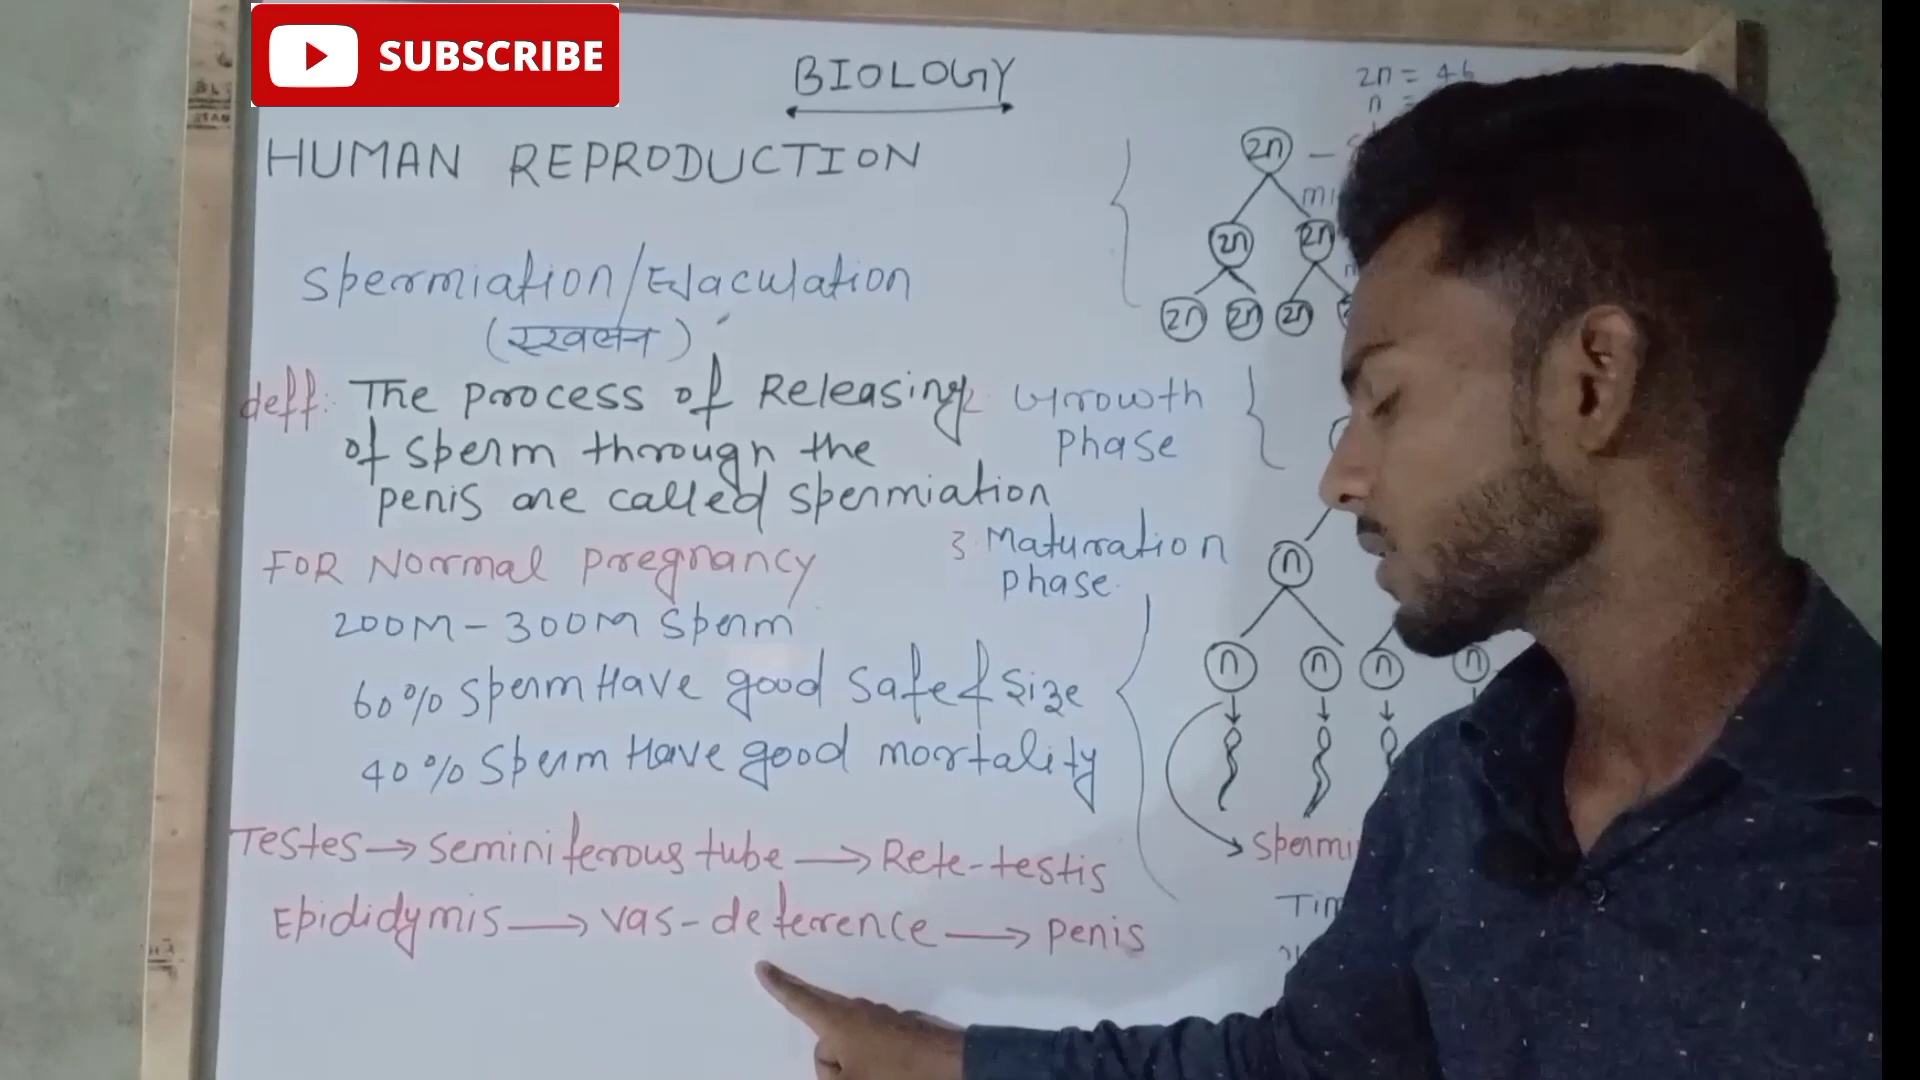 SUBSCRIBE
BIOLOGY
HUMAN REPRODUCTION
Spermiation/Ejaculation
(स्खलन)
deff: The process of Releasing
of sperm through the
penis are called spermiation
FOR Normal pregnancy
200M - 300M Sperm
60% Sperm Have good Safe & Size
40% Sperm Have good mortality
Testes → seminiferous tube → Rete-testis
Epididymis → vas-deference → penis
2n = 46
n =
2n
2n 2n
2n 2n 2n
2. Growth
phase
3. Maturation
phase.
n
n n n n